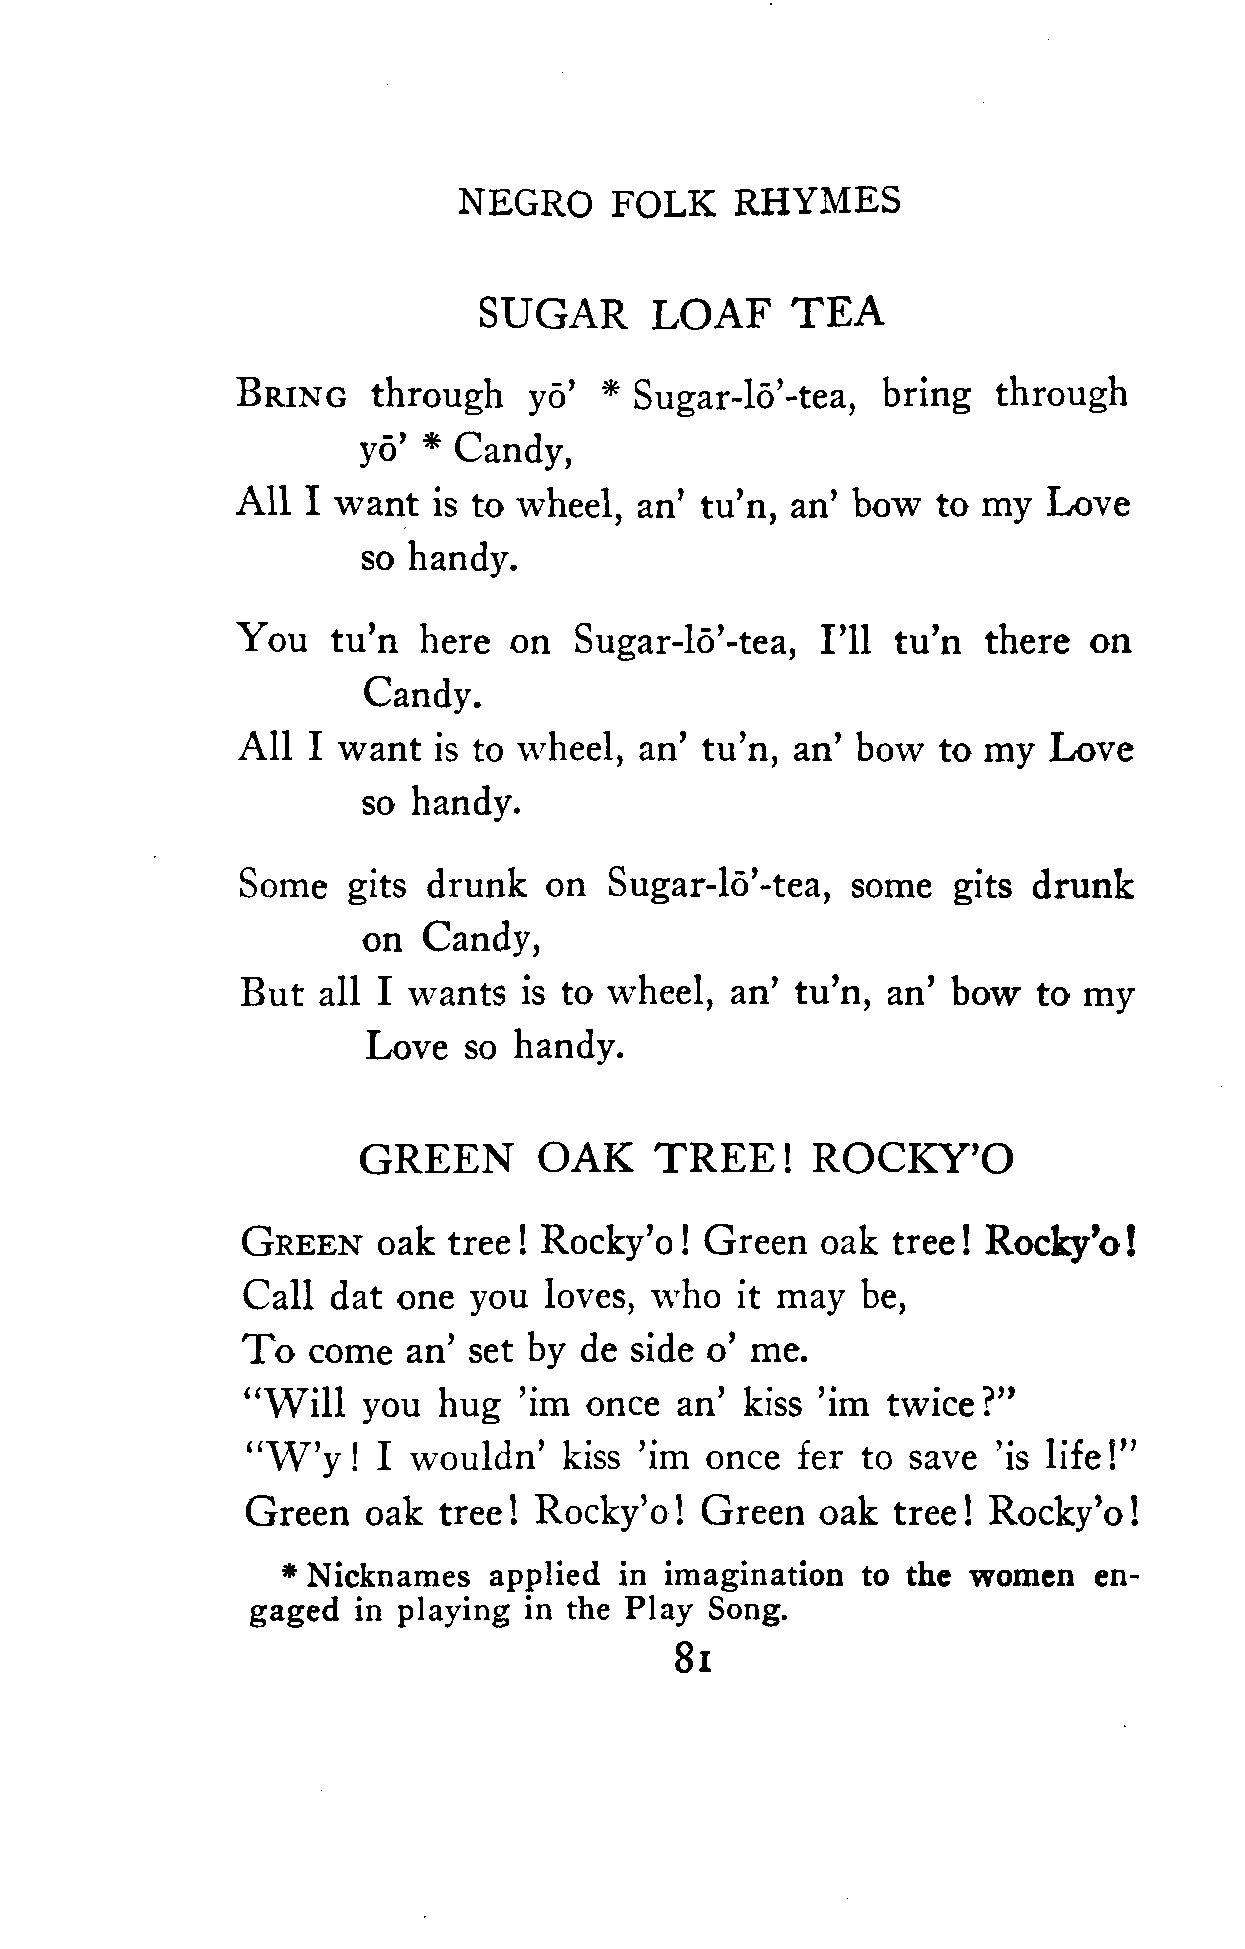 NEGRO FOLK RHYMES
SUGAR LOAF TEA
BRING through yō' * Sugar-lō'-tea, bring through
yō' * Candy,
All I want is to wheel, an' tu'n, an' bow to my Love
so handy.
You tu'n here on Sugar-lō'-tea, I'll tu'n there on
Candy.
All I want is to wheel, an' tu'n, an' bow to my Love
so handy.
Some gits drunk on Sugar-lō'-tea, some gits drunk
on Candy,
But all I wants is to wheel, an' tu'n, an' bow to my
Love so handy.
GREEN OAK TREE! ROCKY'O
GREEN oak tree! Rocky'o! Green oak tree! Rocky'o!
Call dat one you loves, who it may be,
To come an' set by de side o' me.
"Will you hug 'im once an' kiss 'im twice?"
"W'y! I wouldn' kiss 'im once fer to save 'is life!"
Green oak tree! Rocky'o! Green oak tree! Rocky'o!
* Nicknames applied in imagination to the women en-
gaged in playing in the Play Song.
81